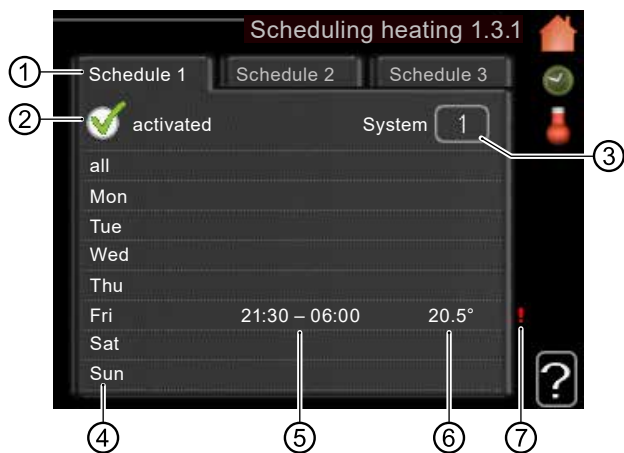 Scheduling heating 1.3.1
① Schedule 1 Schedule 2 Schedule 3
② activated System 1
③
all
Mon
Tue
Wed
Thu
Fri 21:30 – 06:00 20.5° !
Sat
Sun
?
④ ⑤ ⑥ ⑦